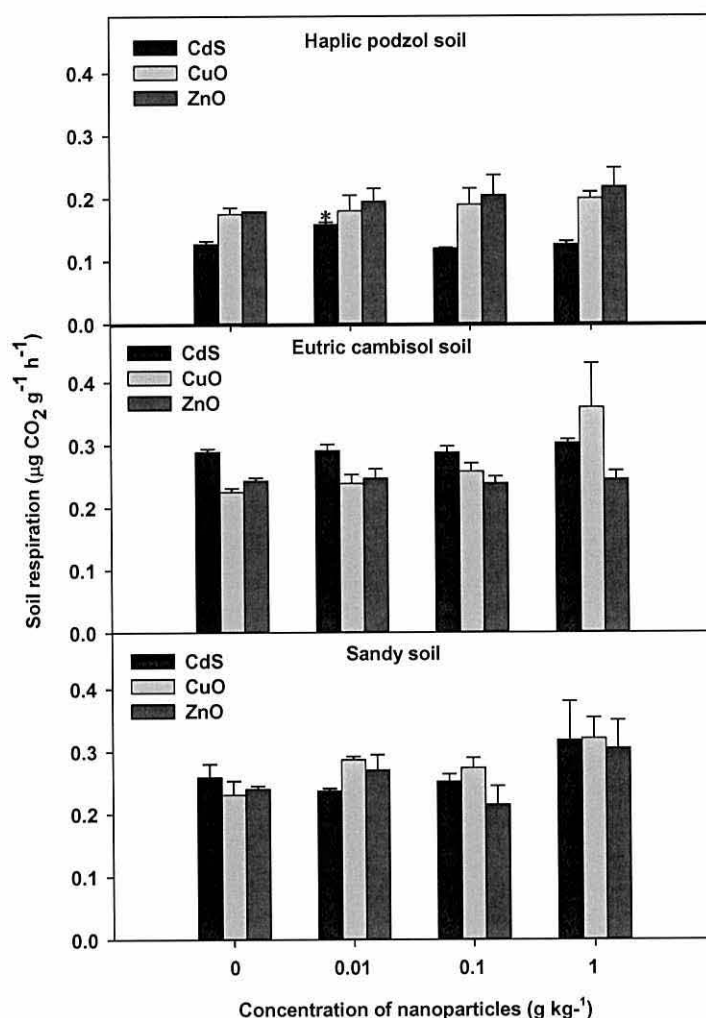 Haplic podzol soil
CdS
CuO
ZnO
0.4
0.3
0.2
*
0.1
0.0
Eutric cambisol soil
CdS
CuO
ZnO
0.4
0.3
0.2
0.1
0.0
Sandy soil
CdS
CuO
ZnO
0.4
0.3
0.2
0.1
0.0
Soil respiration (µg CO₂ g⁻¹ h⁻¹)
0 0.01 0.1 1
Concentration of nanoparticles (g kg-¹)